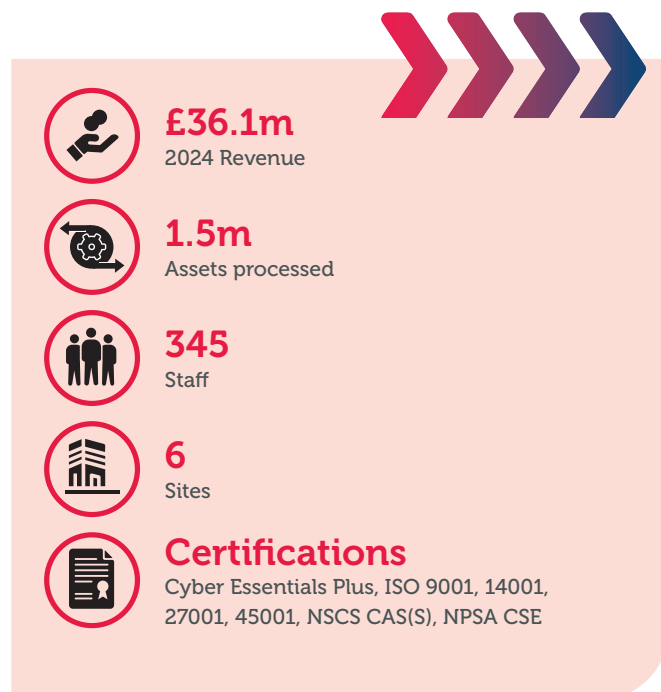 £36.1m
2024 Revenue
1.5m
Assets processed
345
Staff
6
Sites
Certifications
Cyber Essentials Plus, ISO 9001, 14001,
27001, 45001, NSCS CAS(S), NPSA CSE